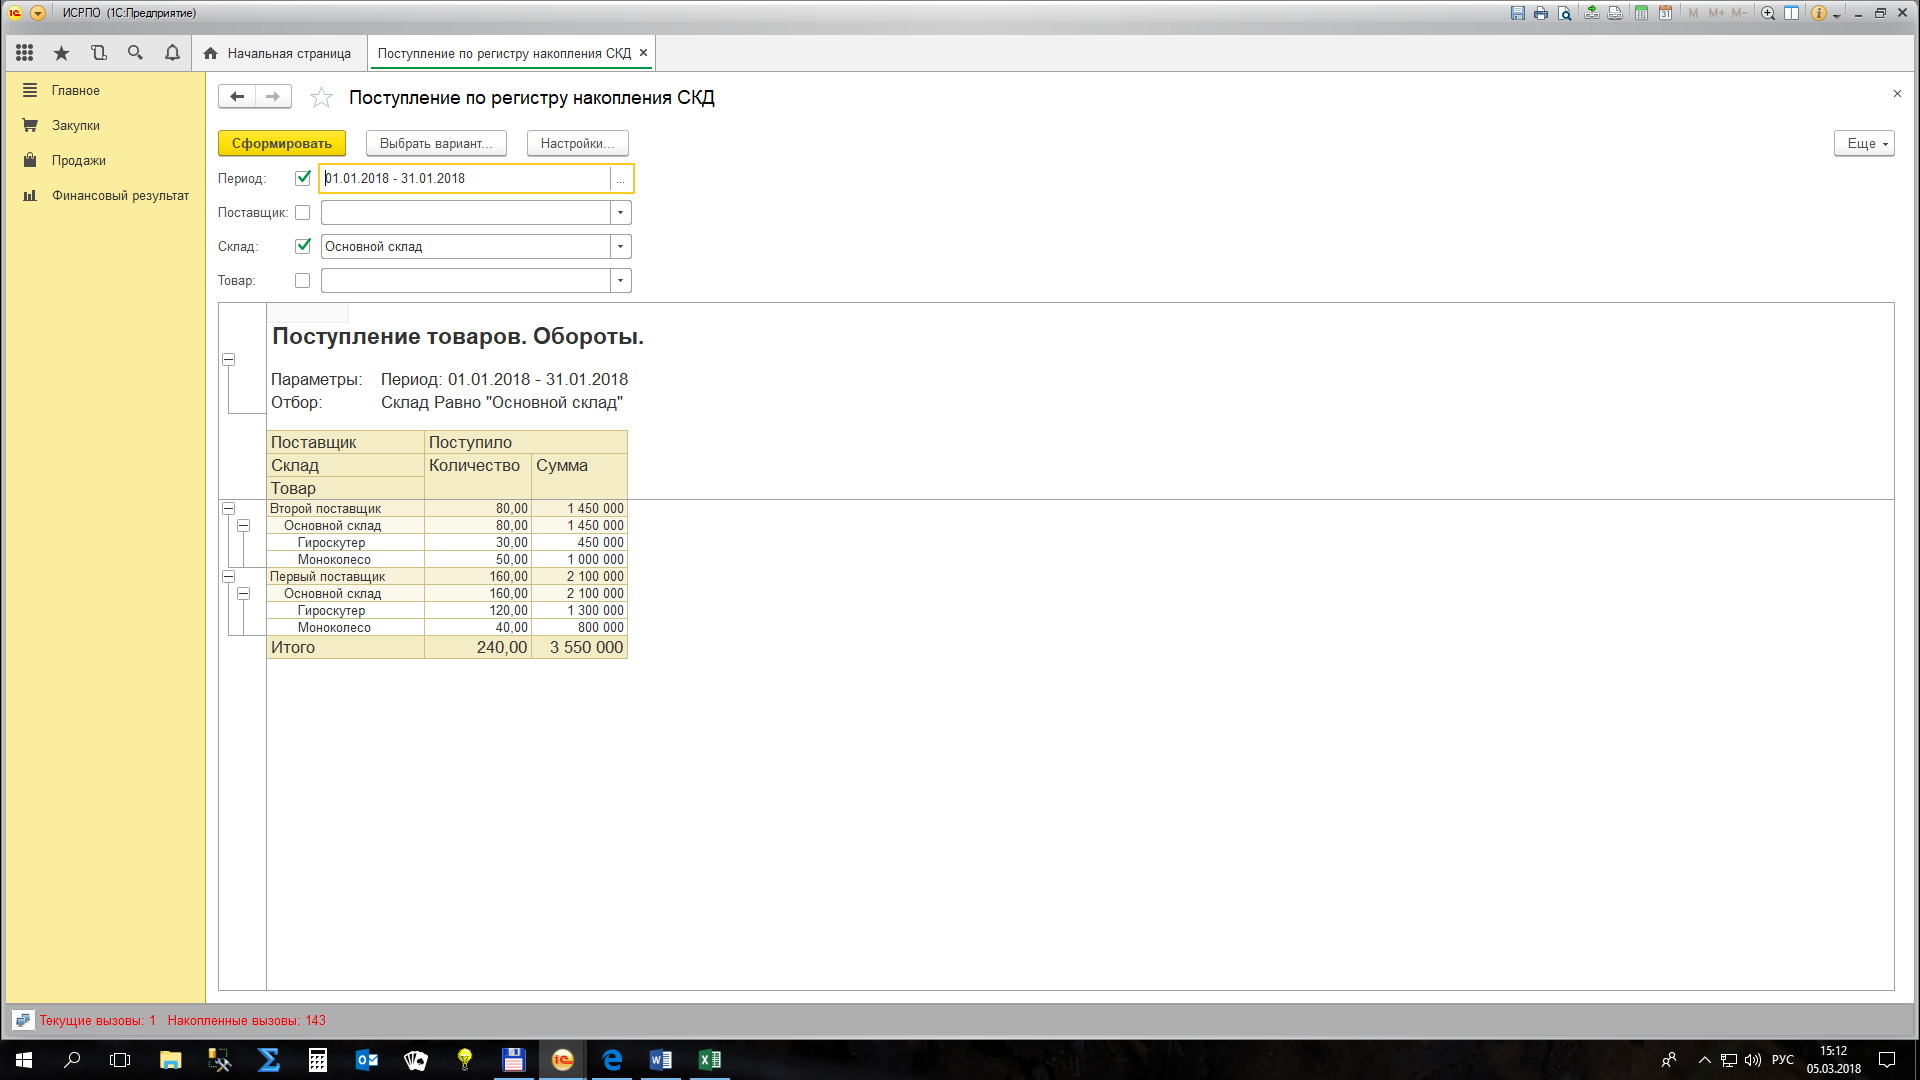 ИСРПО (1С:Предприятие)
M M+ M-
Начальная страница
Поступление по регистру накопления СКД
Главное
Закупки
Продажи
Финансовый результат
Поступление по регистру накопления СКД
Сформировать
Выбрать вариант...
Настройки...
Еще
Период: 01.01.2018 - 31.01.2018 ...
Поставщик:
Склад: Основной склад
Товар:
Поступление товаров. Обороты.
Параметры: Период: 01.01.2018 - 31.01.2018
Отбор: Склад Равно "Основной склад"
Поставщик Поступило
Склад Количество Сумма
Товар
Второй поставщик 80,00 1 450 000
Основной склад 80,00 1 450 000
Гироскутер 30,00 450 000
Моноколесо 50,00 1 000 000
Первый поставщик 160,00 2 100 000
Основной склад 160,00 2 100 000
Гироскутер 120,00 1 300 000
Моноколесо 40,00 800 000
Итого 240,00 3 550 000
Текущие вызовы: 1 Накопленные вызовы: 143
РУС
15:12
05.03.2018